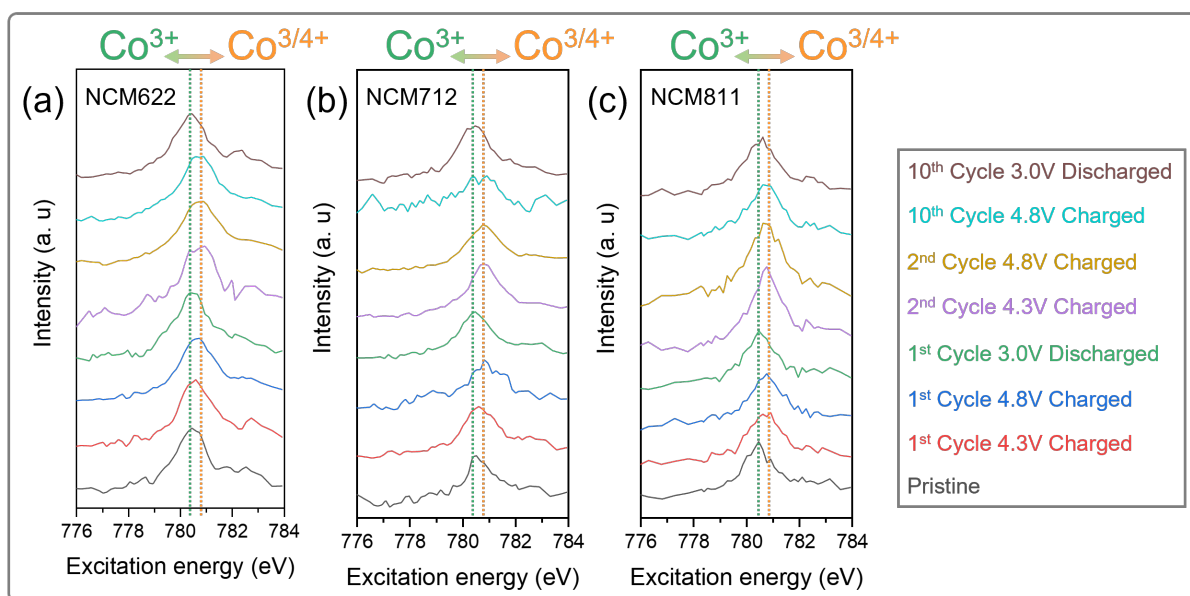 Co³⁺ Co³/⁴⁺ Co³⁺ Co³/⁴⁺ Co³⁺ Co³/⁴⁺
(a) NCM622
(b) NCM712
(c) NCM811
Intensity (a. u)
Intensity (a. u)
Intensity (a. u)
776 778 780 782 784
776 778 780 782 784
776 778 780 782 784
Excitation energy (eV)
Excitation energy (eV)
Excitation energy (eV)
10ᵗʰ Cycle 3.0V Discharged
10ᵗʰ Cycle 4.8V Charged
2ⁿᵈ Cycle 4.8V Charged
2ⁿᵈ Cycle 4.3V Charged
1ˢᵗ Cycle 3.0V Discharged
1ˢᵗ Cycle 4.8V Charged
1ˢᵗ Cycle 4.3V Charged
Pristine